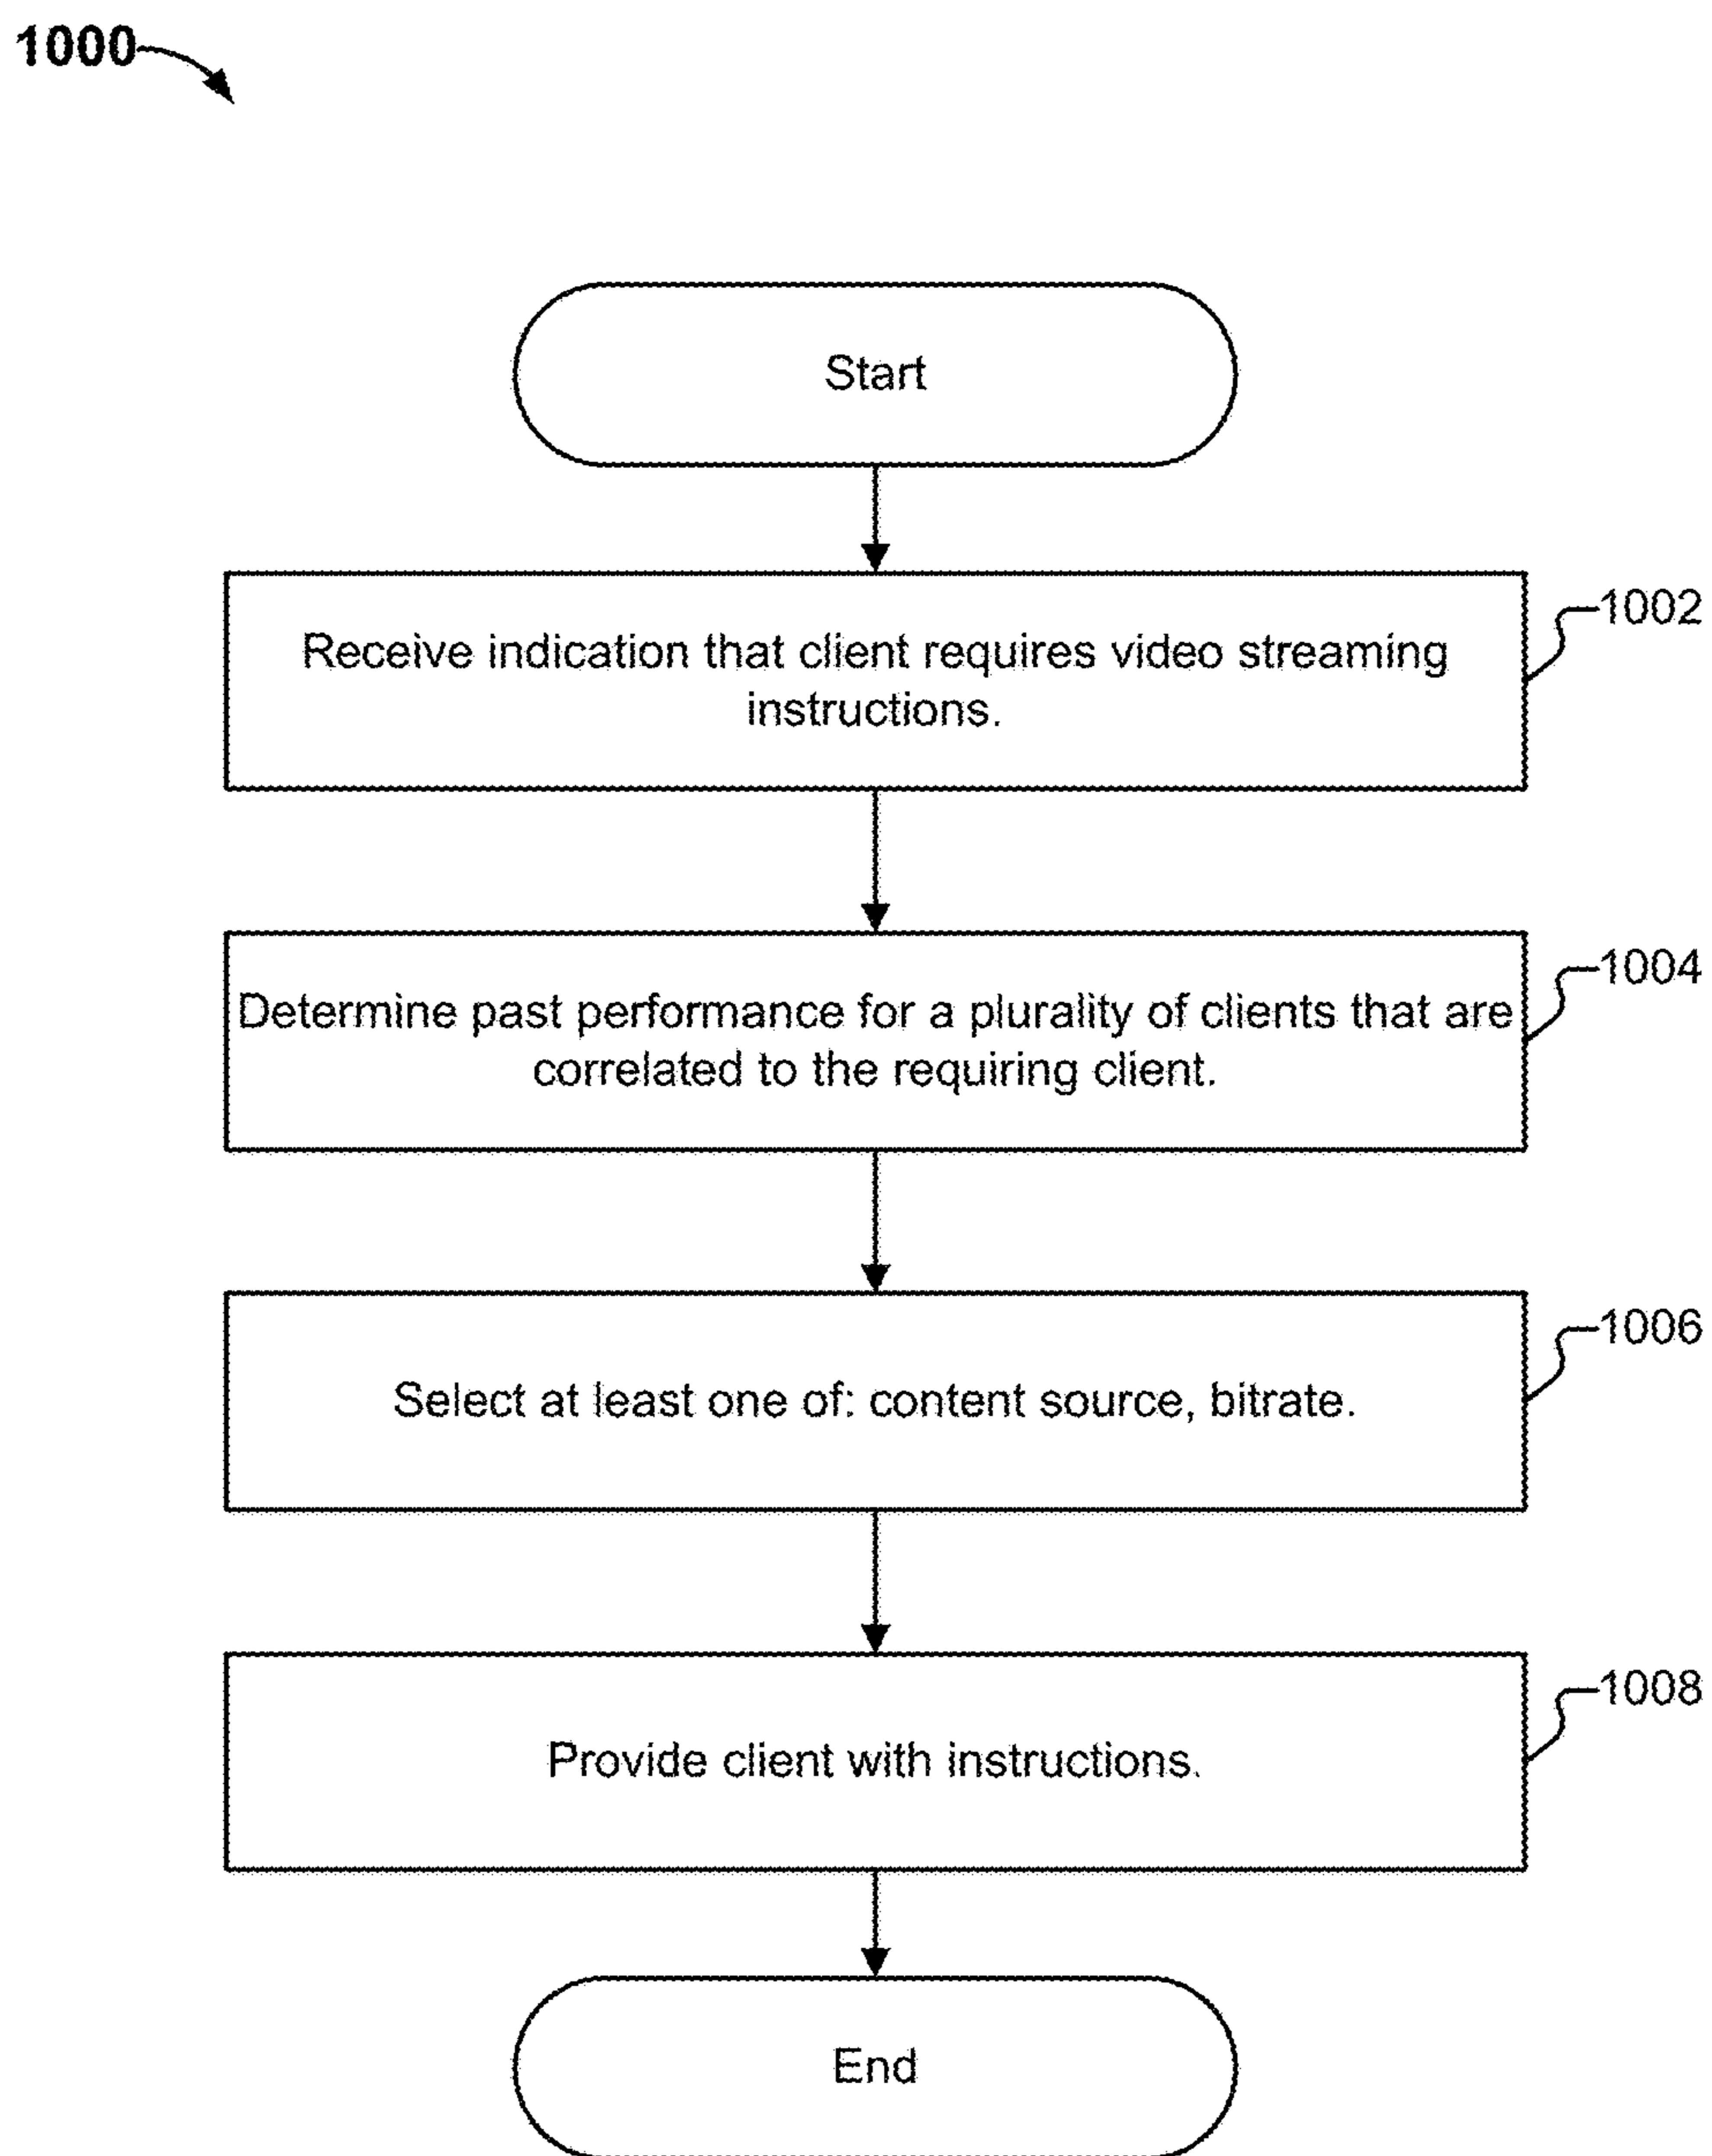 1000
Start
Receive indication that client requires video streaming
instructions.
1002
Determine past performance for a plurality of clients that are
correlated to the requiring client.
1004
Select at least one of: content source, bitrate.
1006
Provide client with instructions.
1008
End